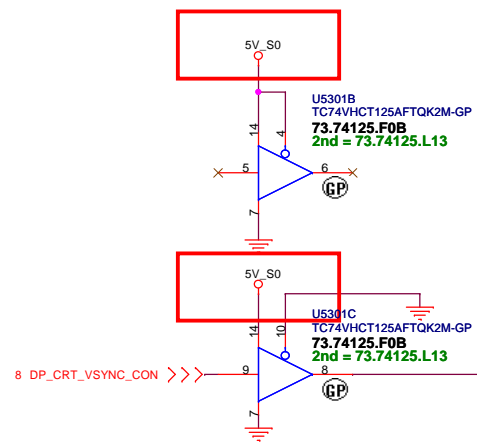 5V_S0
U5301B
TC74VHCT125AFTQK2M-GP
73.74125.F0B
2nd = 73.74125.L13
14
4
5
6
GP
7
5V_S0
U5301C
TC74VHCT125AFTQK2M-GP
73.74125.F0B
2nd = 73.74125.L13
14
10
8 DP_CRT_VSYNC_CON
9
8
GP
7